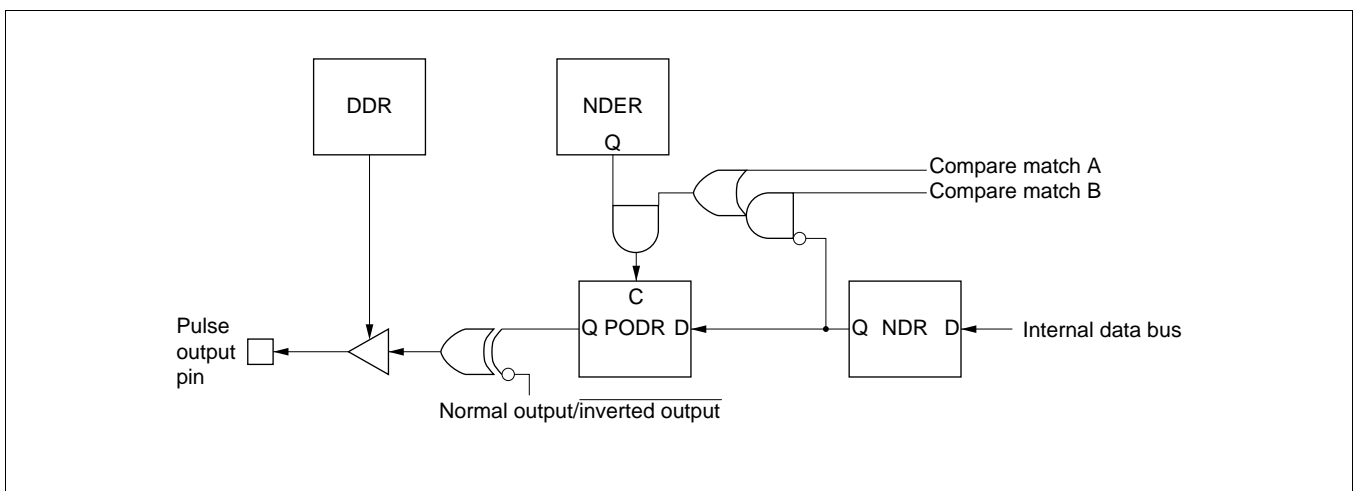 DDR
NDER
Q
Compare match A
Compare match B
C
Q PODR D
Q NDR D
Internal data bus
Pulse
output
pin
Normal output/inverted output